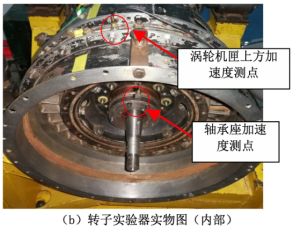 涡轮机匣上方加
速度测点
轴承座加速
度测点
（b）转子实验器实物图（内部）